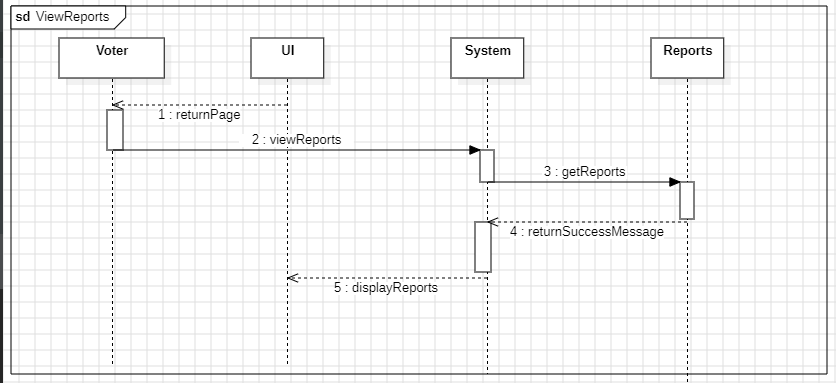 sd ViewReports
Voter
UI
System
Reports
1 : returnPage
2 : viewReports
3 : getReports
4 : returnSuccessMessage
5 : displayReports